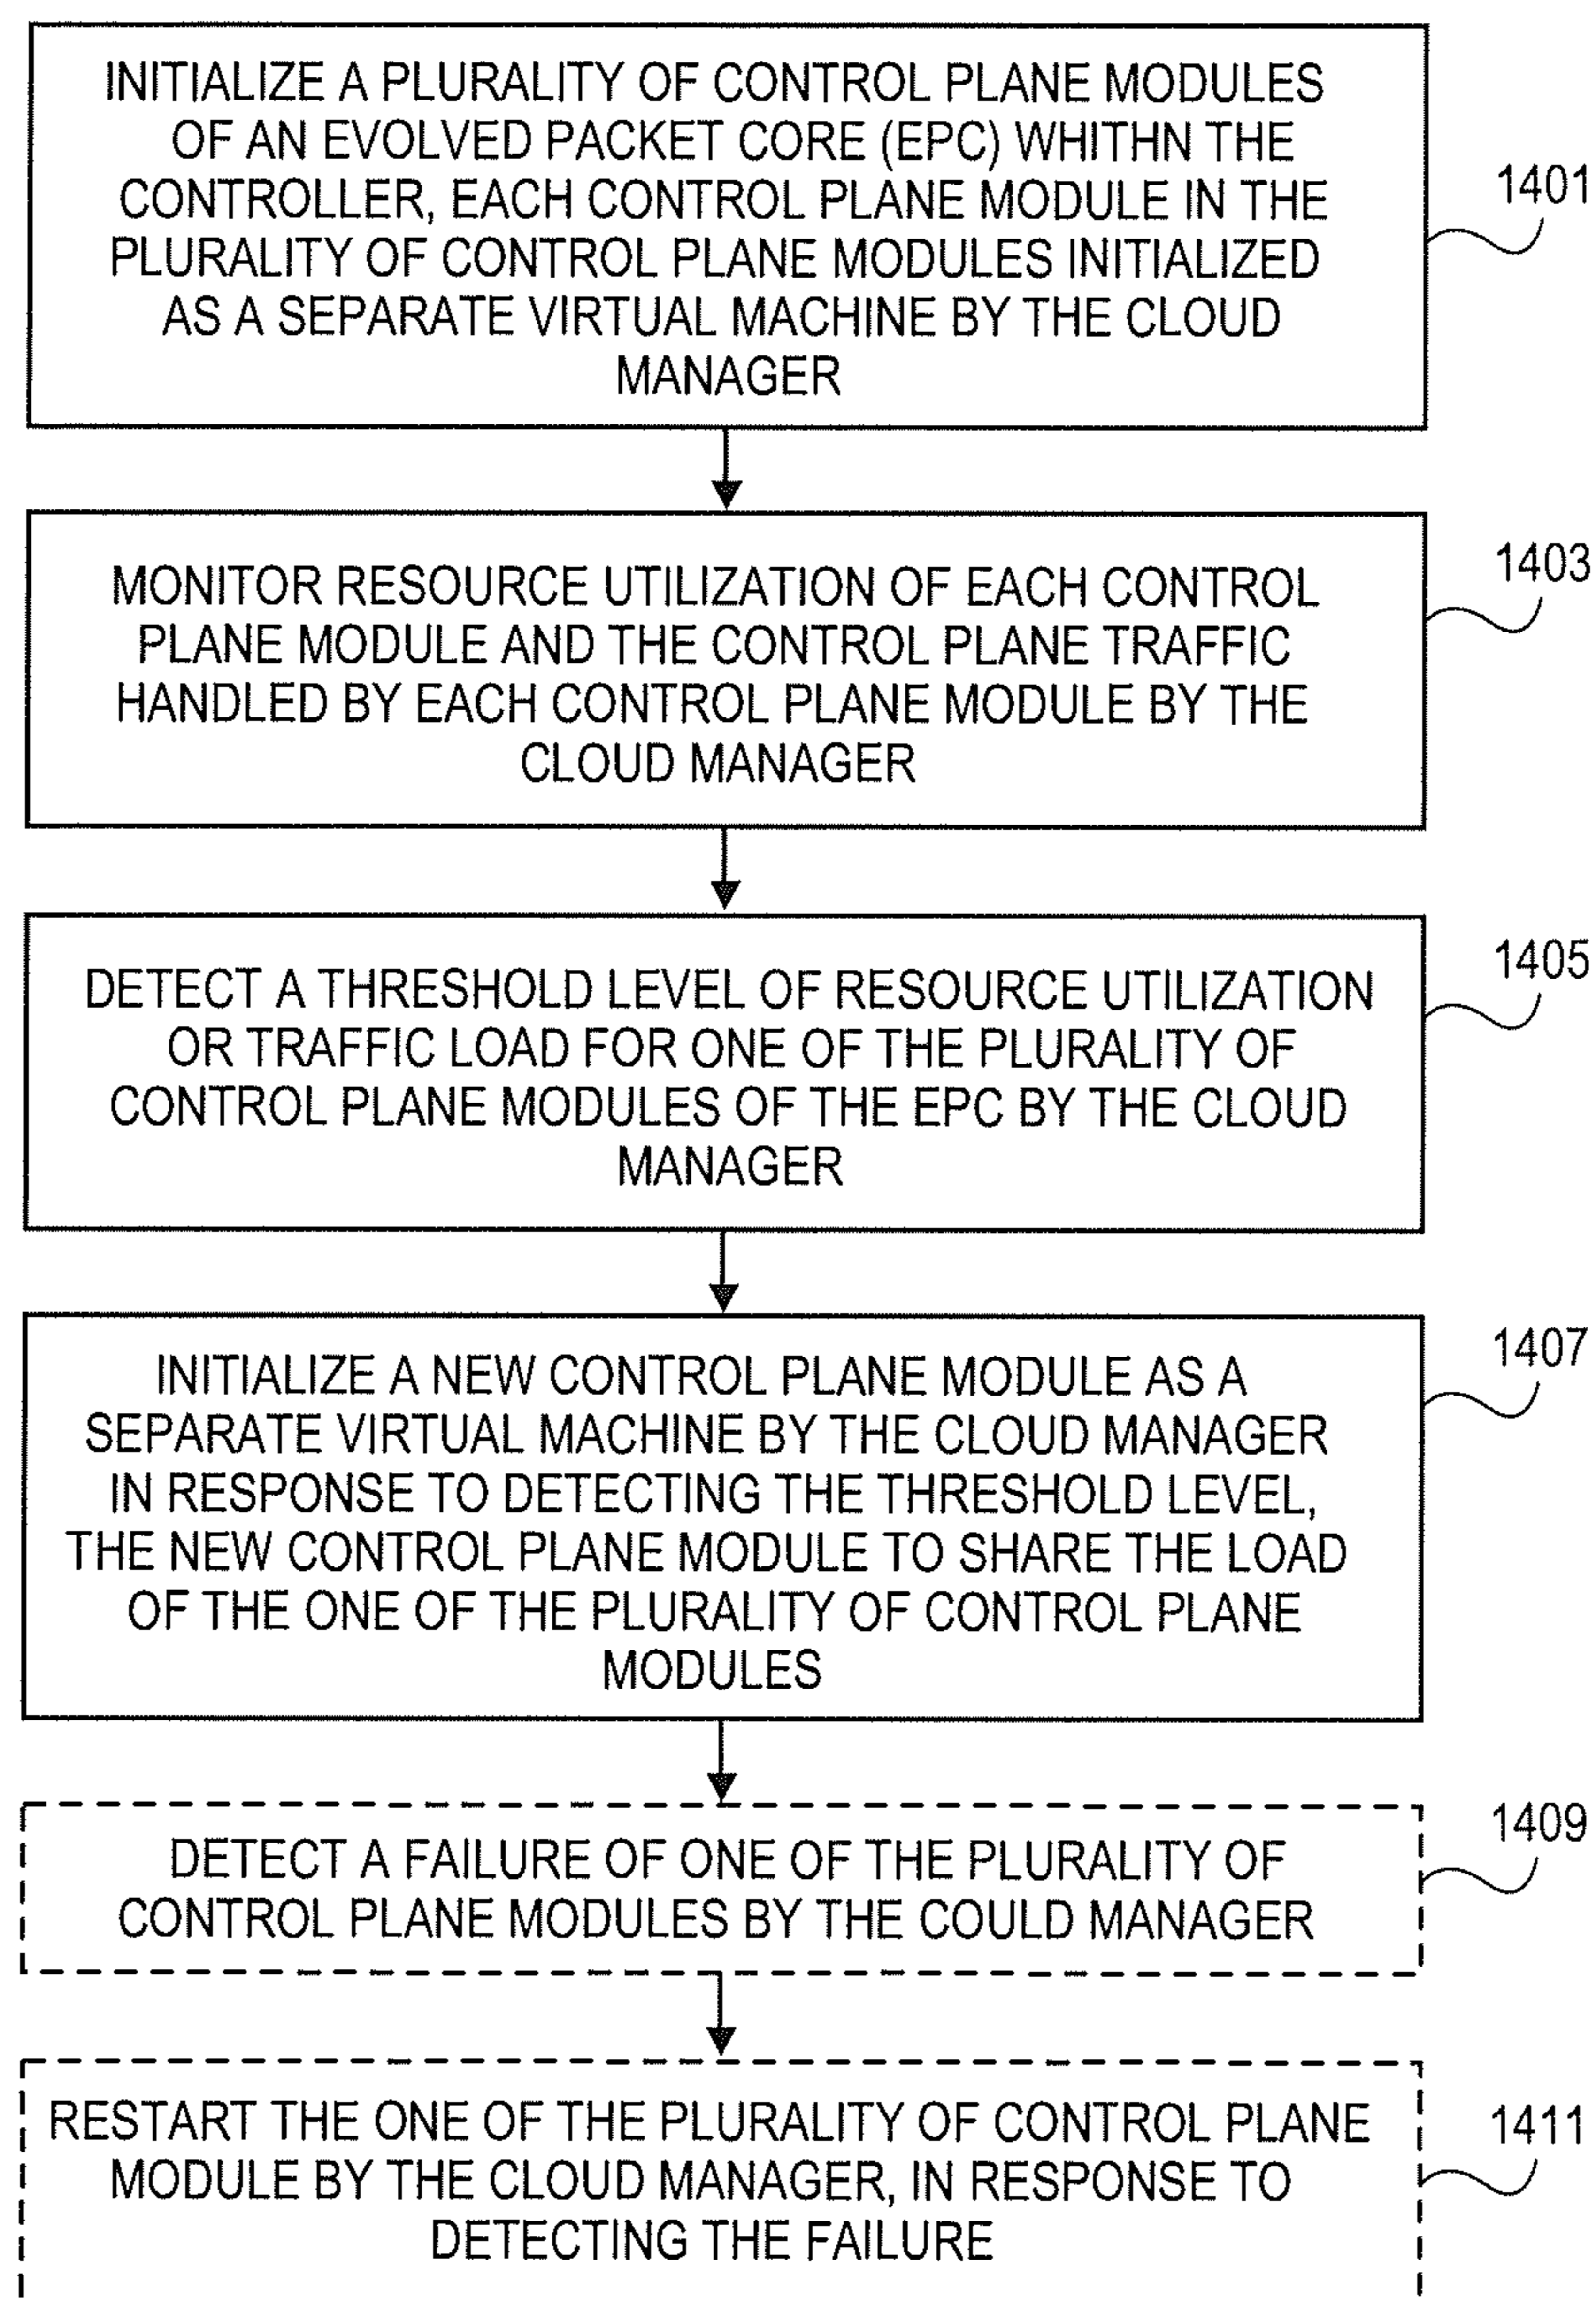 INITIALIZE A PLURALITY OF CONTROL PLANE MODULES
OF AN EVOLVED PACKET CORE (EPC) WHITHN THE
CONTROLLER, EACH CONTROL PLANE MODULE IN THE
PLURALITY OF CONTROL PLANE MODULES INITIALIZED
AS A SEPARATE VIRTUAL MACHINE BY THE CLOUD
MANAGER
1401
MONITOR RESOURCE UTILIZATION OF EACH CONTROL
PLANE MODULE AND THE CONTROL PLANE TRAFFIC
HANDLED BY EACH CONTROL PLANE MODULE BY THE
CLOUD MANAGER
1403
DETECT A THRESHOLD LEVEL OF RESOURCE UTILIZATION
OR TRAFFIC LOAD FOR ONE OF THE PLURALITY OF
CONTROL PLANE MODULES OF THE EPC BY THE CLOUD
MANAGER
1405
INITIALIZE A NEW CONTROL PLANE MODULE AS A
SEPARATE VIRTUAL MACHINE BY THE CLOUD MANAGER
IN RESPONSE TO DETECTING THE THRESHOLD LEVEL,
THE NEW CONTROL PLANE MODULE TO SHARE THE LOAD
OF THE ONE OF THE PLURALITY OF CONTROL PLANE
MODULES
1407
DETECT A FAILURE OF ONE OF THE PLURALITY OF
CONTROL PLANE MODULES BY THE COULD MANAGER
1409
RESTART THE ONE OF THE PLURALITY OF CONTROL PLANE
MODULE BY THE CLOUD MANAGER, IN RESPONSE TO
DETECTING THE FAILURE
1411